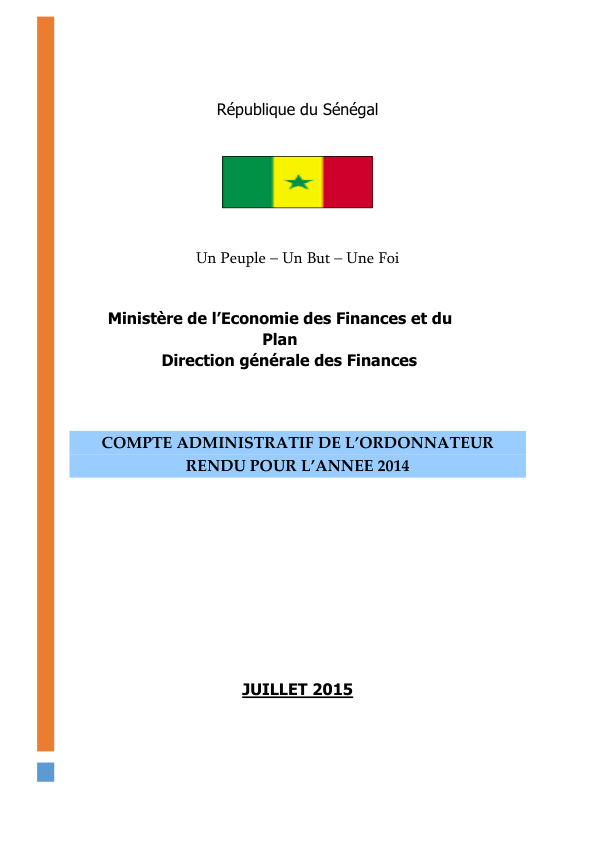 République du Sénégal
Un Peuple – Un But – Une Foi
Ministère de l’Economie des Finances et du
Plan
Direction générale des Finances
COMPTE ADMINISTRATIF DE L’ORDONNATEUR
RENDU POUR L’ANNEE 2014
JUILLET 2015